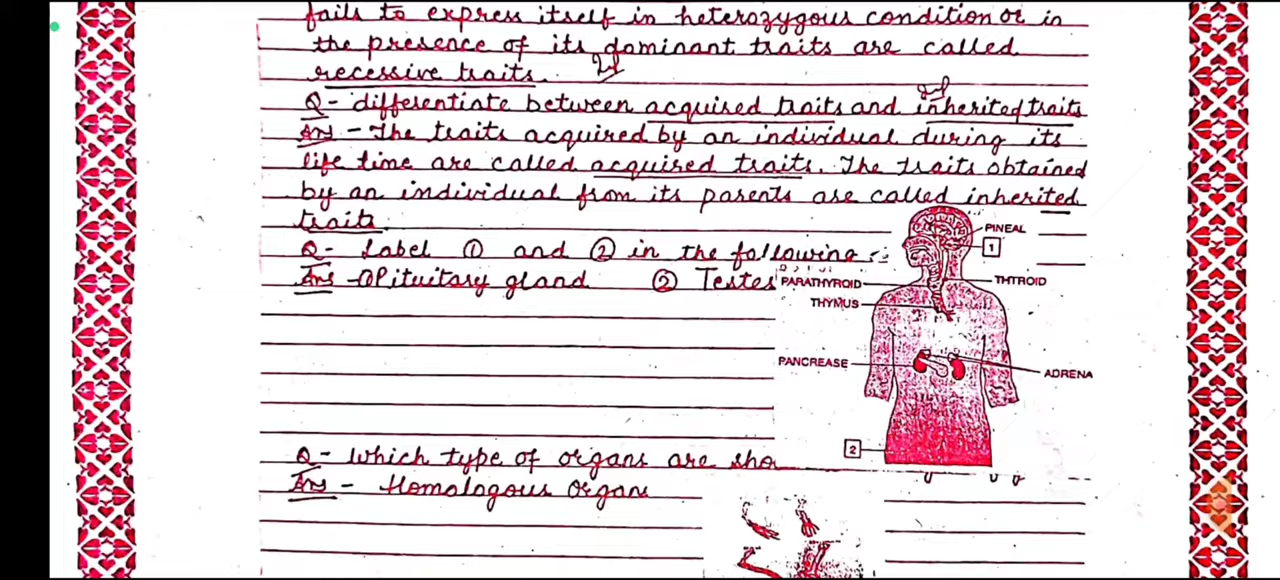 fails to express itself in heterozygous condition or in
the presence of its dominant traits are called
recessive traits.
Q- differentiate between acquired traits and inherited traits
Ans - The traits acquired by an individual during its
life time are called acquired traits. The traits obtained
by an individual from its parents are called inherited
traits.
Q- Label ① and ② in the following :-
Ans - ① Pituitary gland ② Testes
PINEAL
1
PARATHYROID
THTROID
THYMUS
PANCREASE
ADRENA
2
Q- which type of organs are sho
Ans - Homologous organs